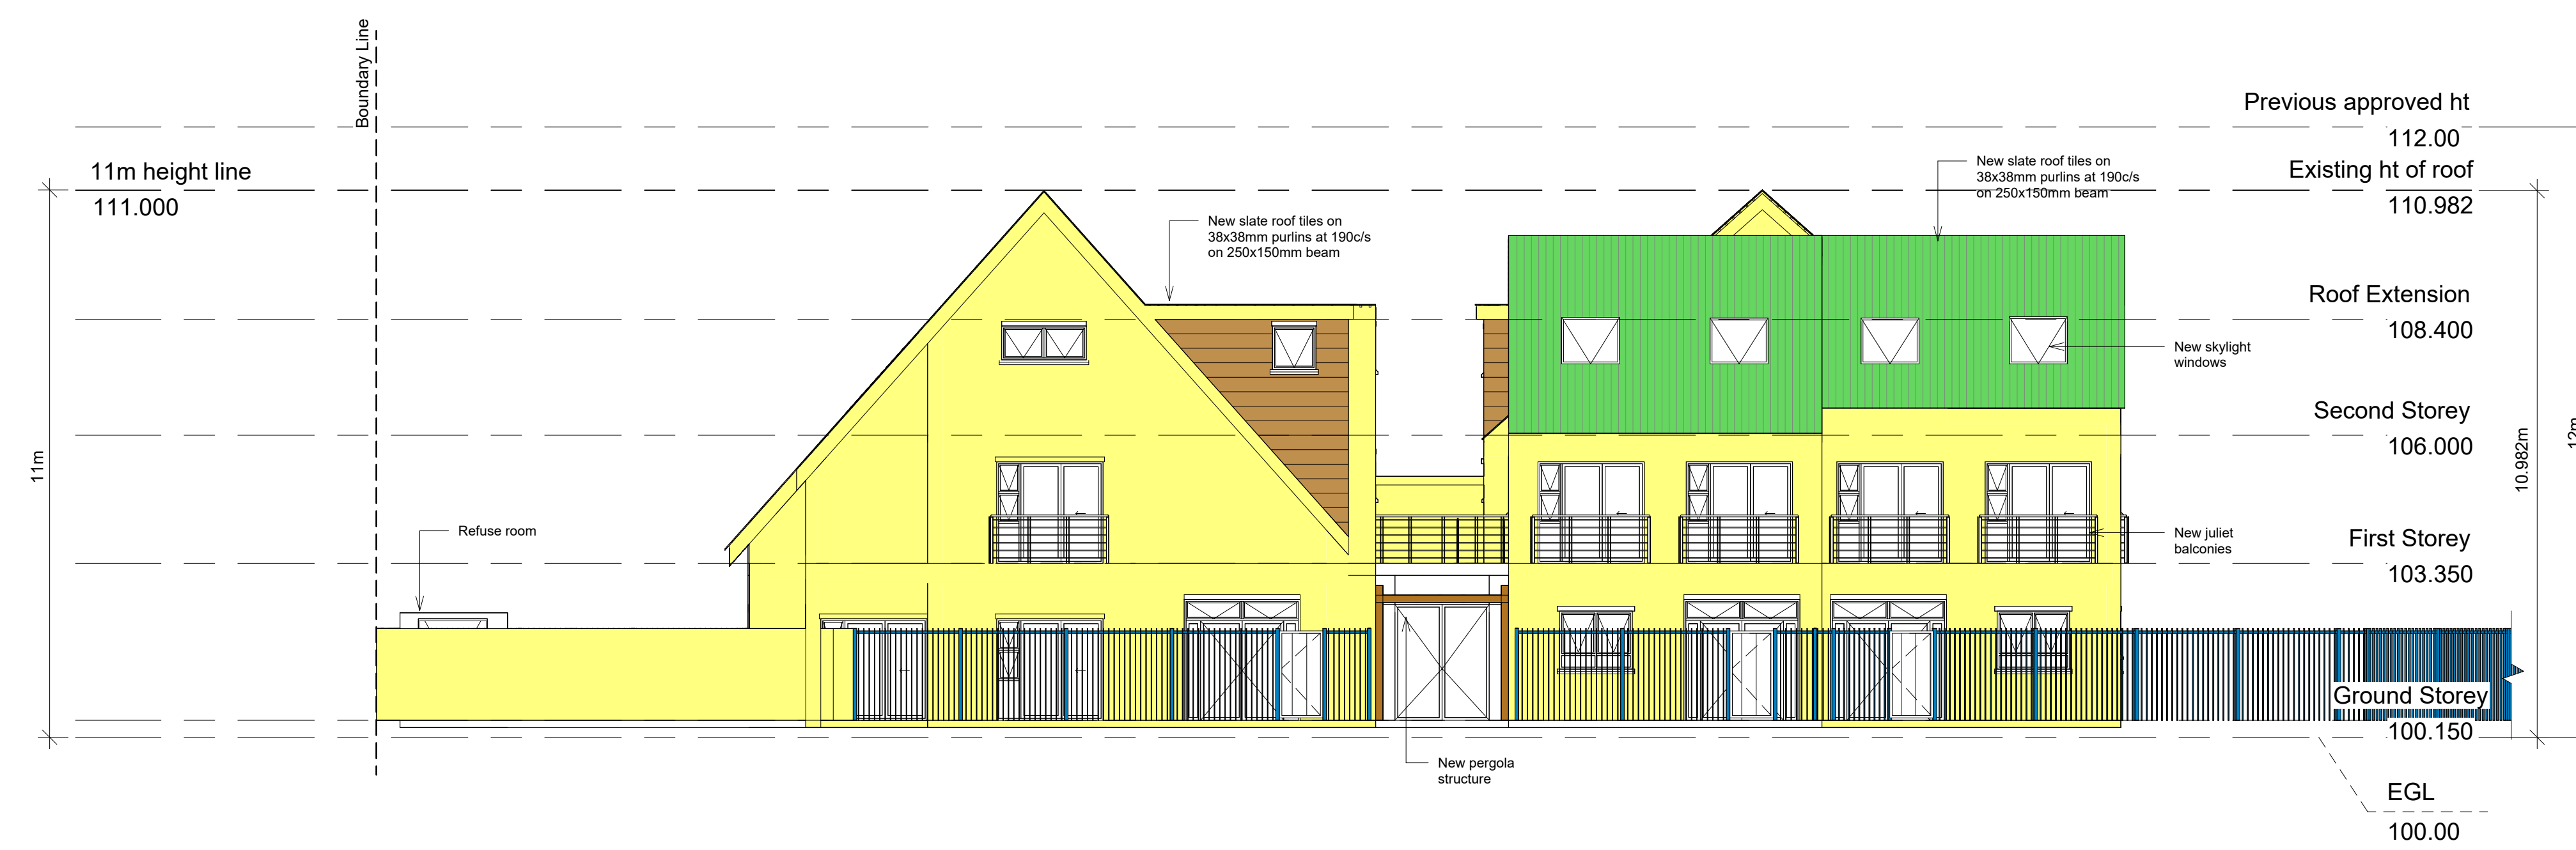 Boundary Line
Previous approved ht
112.00
11m height line
111.000
New slate roof tiles on
38x38mm purlins at 190c/s
on 250x150mm beam
Existing ht of roof
110.982
New slate roof tiles on
38x38mm purlins at 190c/s
on 250x150mm beam
Roof Extension
108.400
New skylight
windows
Second Storey
106.000
11m
10.982m
12m
Refuse room
New juliet
balconies
First Storey
103.350
Ground Storey
100.150
New pergola
structure
EGL
100.00